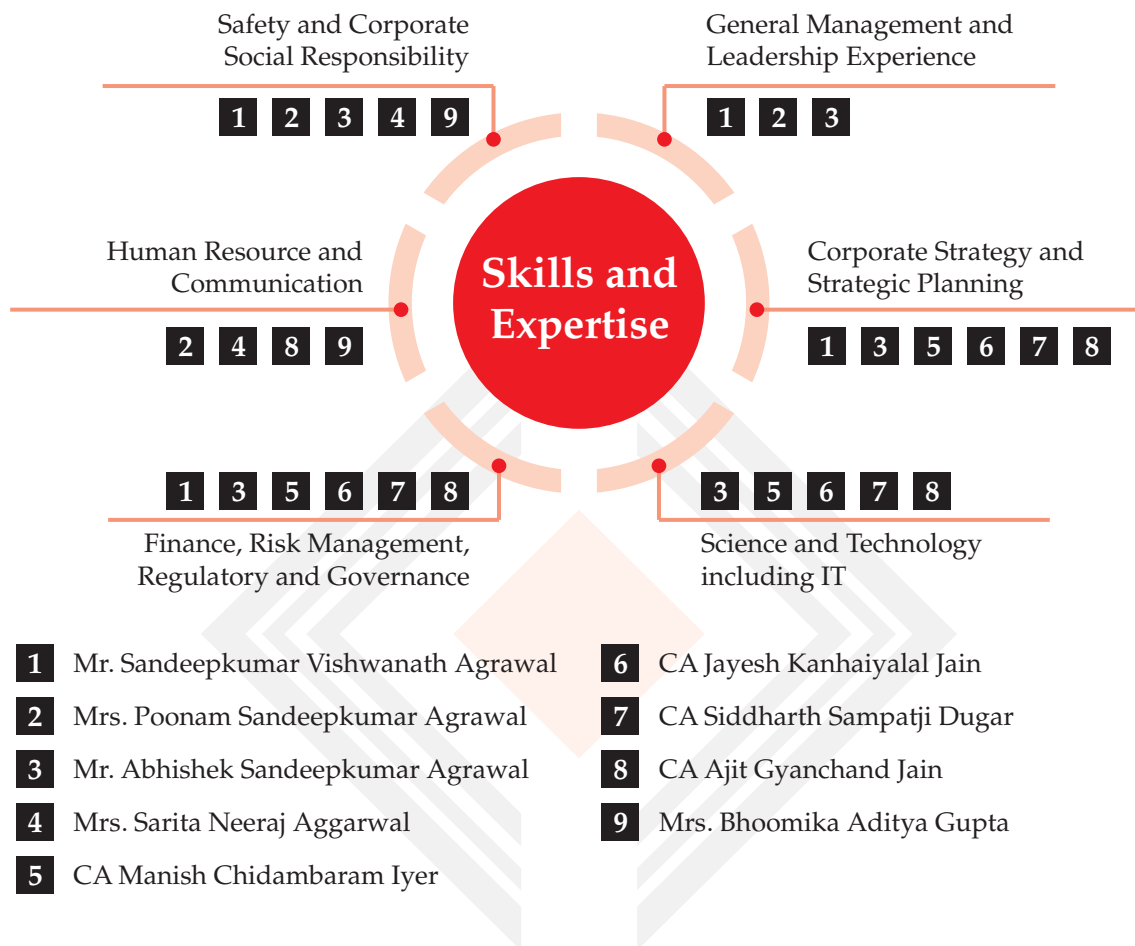 Safety and Corporate
Social Responsibility
1 2 3 4 9
General Management and
Leadership Experience
1 2 3
Human Resource and
Communication
2 4 8 9
Skills and
Expertise
Corporate Strategy and
Strategic Planning
1 3 5 6 7 8
1 3 5 6 7 8
Finance, Risk Management,
Regulatory and Governance
3 5 6 7 8
Science and Technology
including IT
1 Mr. Sandeepkumar Vishwanath Agrawal
2 Mrs. Poonam Sandeepkumar Agrawal
3 Mr. Abhishek Sandeepkumar Agrawal
4 Mrs. Sarita Neeraj Aggarwal
5 CA Manish Chidambaram Iyer
6 CA Jayesh Kanhaiyalal Jain
7 CA Siddharth Sampatji Dugar
8 CA Ajit Gyanchand Jain
9 Mrs. Bhoomika Aditya Gupta